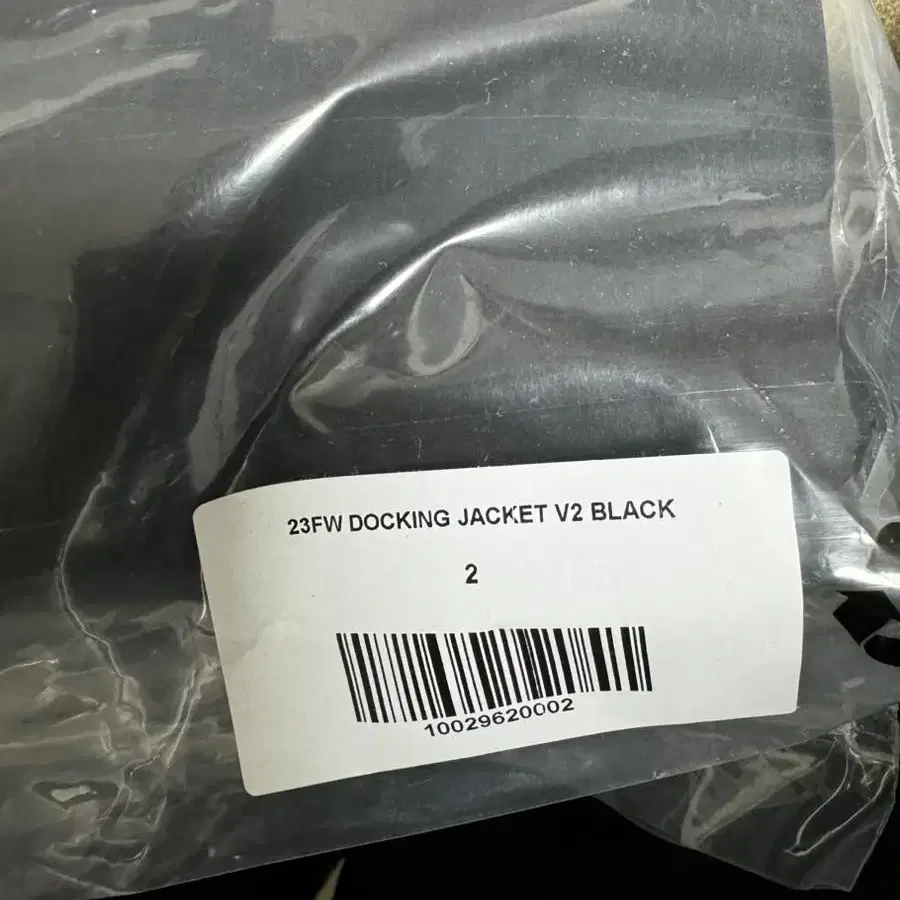 23FW DOCKING JACKET V2 BLACK
2
10029620002